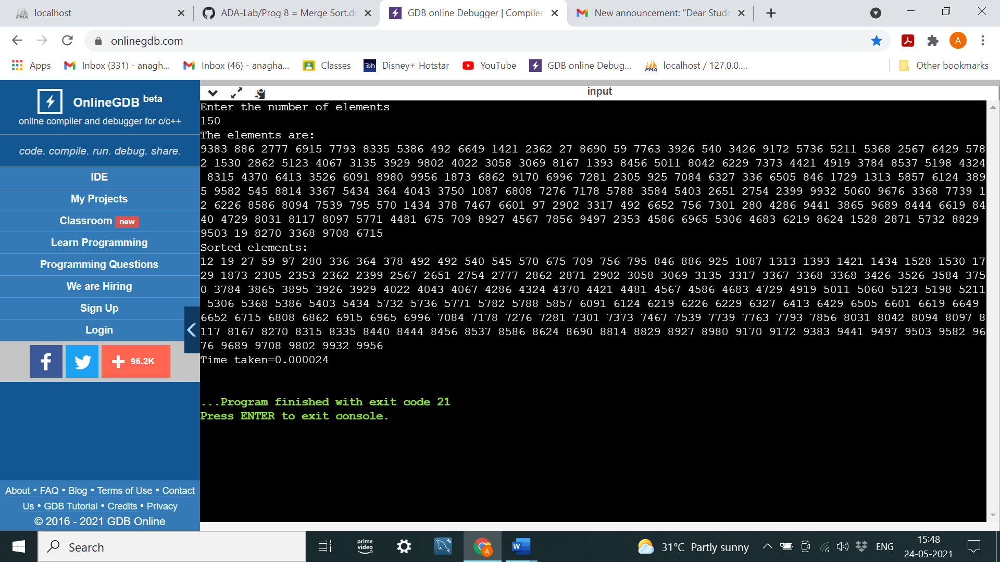 localhost
ADA-Lab/Prog 8 = Merge Sort.do
GDB online Debugger | Compiler
New announcement: "Dear Stude
onlinegdb.com
A
Apps
Inbox (331) - anagh...
Inbox (46) - anagha...
Classes
Disney+ Hotstar
YouTube
GDB online Debug...
localhost / 127.0.0....
Other bookmarks
OnlineGDB beta
online compiler and debugger for c/c++
code. compile. run. debug. share.
IDE
My Projects
Classroom new
Learn Programming
Programming Questions
We are Hiring
Sign Up
Login
96.2K
About • FAQ • Blog • Terms of Use • Contact
Us • GDB Tutorial • Credits • Privacy
© 2016 - 2021 GDB Online
input
Enter the number of elements
150
The elements are:
9383 886 2777 6915 7793 8335 5386 492 6649 1421 2362 27 8690 59 7763 3926 540 3426 9172 5736 5211 5368 2567 6429 578
2 1530 2862 5123 4067 3135 3929 9802 4022 3058 3069 8167 1393 8456 5011 8042 6229 7373 4421 4919 3784 8537 5198 4324
8315 4370 6413 3526 6091 8980 9956 1873 6862 9170 6996 7281 2305 925 7084 6327 336 6505 846 1729 1313 5857 6124 389
5 9582 545 8814 3367 5434 364 4043 3750 1087 6808 7276 7178 5788 3584 5403 2651 2754 2399 9932 5060 9676 3368 7739 1
2 6226 8586 8094 7539 795 570 1434 378 7467 6601 97 2902 3317 492 6652 756 7301 280 4286 9441 3865 9689 8444 6619 84
40 4729 8031 8117 8097 5771 4481 675 709 8927 4567 7856 9497 2353 4586 6965 5306 4683 6219 8624 1528 2871 5732 8829
9503 19 8270 3368 9708 6715
Sorted elements:
12 19 27 59 97 280 336 364 378 492 492 540 545 570 675 709 756 795 846 886 925 1087 1313 1393 1421 1434 1528 1530 17
29 1873 2305 2353 2362 2399 2567 2651 2754 2777 2862 2871 2902 3058 3069 3135 3317 3367 3368 3368 3426 3526 3584 375
0 3784 3865 3895 3926 3929 4022 4043 4067 4286 4324 4370 4421 4481 4567 4586 4683 4729 4919 5011 5060 5123 5198 5211
5306 5368 5386 5403 5434 5732 5736 5771 5782 5788 5857 6091 6124 6219 6226 6229 6327 6413 6429 6505 6601 6619 6649
6652 6715 6808 6862 6915 6965 6996 7084 7178 7276 7281 7301 7373 7467 7539 7739 7763 7793 7856 8031 8042 8094 8097 8
117 8167 8270 8315 8335 8440 8444 8456 8537 8586 8624 8690 8814 8829 8927 8980 9170 9172 9383 9441 9497 9503 9582 96
76 9689 9708 9802 9932 9956
Time taken=0.000024
...Program finished with exit code 21
Press ENTER to exit console.
Search
prime
video
31°C Partly sunny
ENG
15:48
24-05-2021